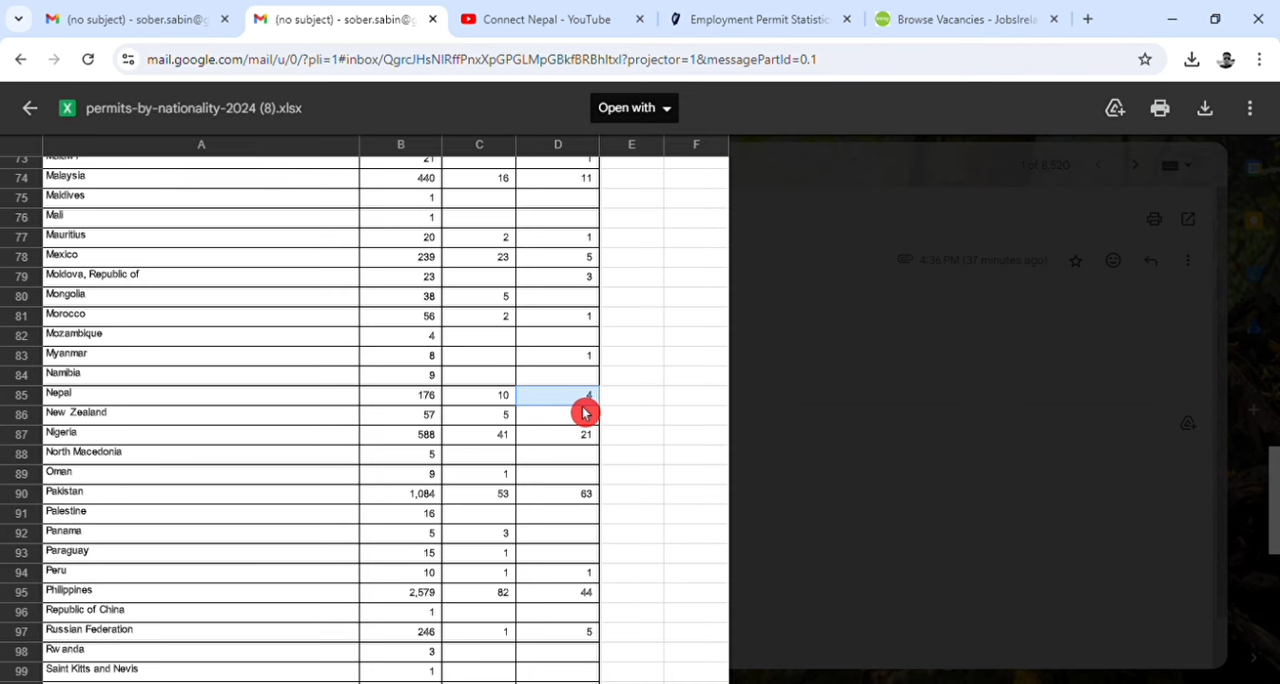 (no subject) - sober.sabin@g
(no subject) - sober.sabin@g
Connect Nepal - YouTube
Employment Permit Statistic
Browse Vacancies - JobsIrela
mail.google.com/mail/u/0/?pli=1#inbox/QgrcJHsNlRffPnxXpGPGLMpGBkfBRBhltxl?projector=1&messagePartId=0.1
X permits-by-nationality-2024 (8).xlsx
Open with
A B C D E F
1 of 8,520
73 21 1
74 Malaysia 440 16 11
75 Maldives 1
76 Mali 1
77 Mauritius 20 2 1
78 Mexico 239 23 5
79 Moldova, Republic of 23 3
80 Mongolia 38 5
81 Morocco 56 2 1
82 Mozambique 4
83 Myanmar 8 1
84 Namibia 9
85 Nepal 176 10 4
86 New Zealand 57 5
87 Nigeria 588 41 21
88 North Macedonia 5
89 Oman 9 1
90 Pakistan 1,084 53 63
91 Palestine 16
92 Panama 5 3
93 Paraguay 15 1
94 Peru 10 1 1
95 Philippines 2,579 82 44
96 Republic of China 1
97 Russian Federation 246 1 5
98 Rwanda 3
99 Saint Kitts and Nevis 1
4:36 PM (37 minutes ago)